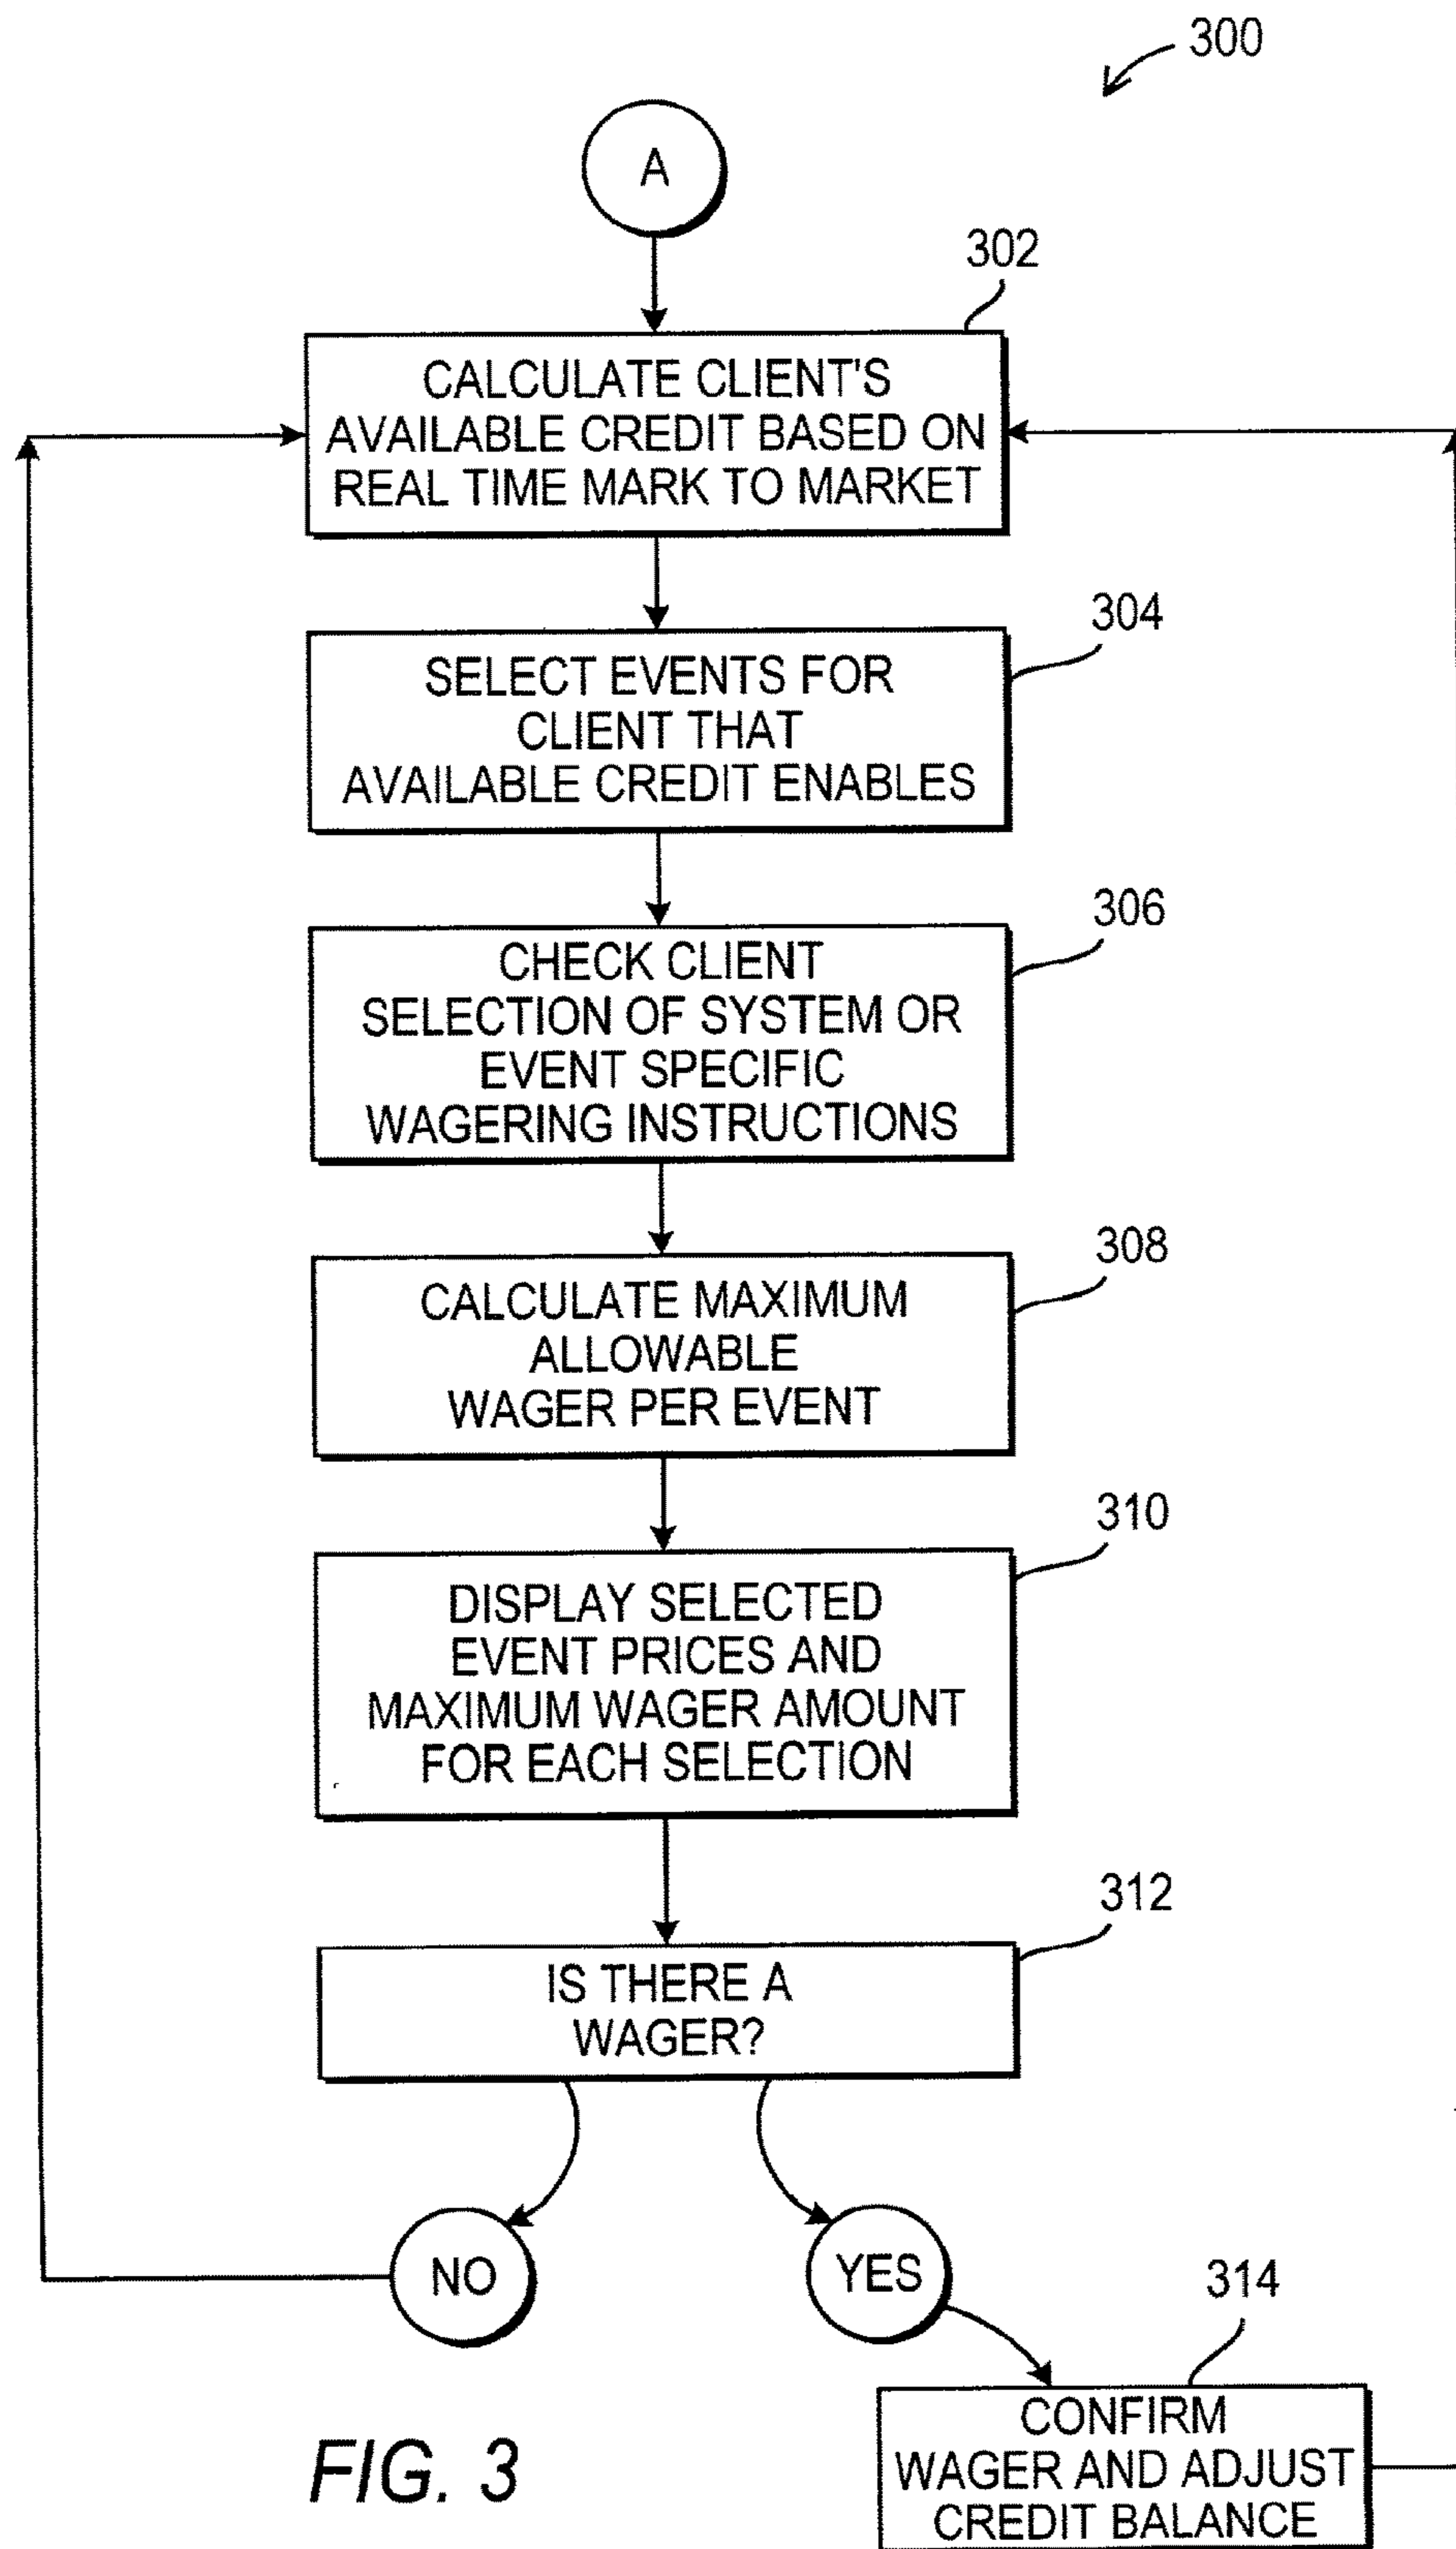 300
A
302
CALCULATE CLIENT'S
AVAILABLE CREDIT BASED ON
REAL TIME MARK TO MARKET
304
SELECT EVENTS FOR
CLIENT THAT
AVAILABLE CREDIT ENABLES
306
CHECK CLIENT
SELECTION OF SYSTEM OR
EVENT SPECIFIC
WAGERING INSTRUCTIONS
308
CALCULATE MAXIMUM
ALLOWABLE
WAGER PER EVENT
310
DISPLAY SELECTED
EVENT PRICES AND
MAXIMUM WAGER AMOUNT
FOR EACH SELECTION
312
IS THERE A
WAGER?
NO
YES
314
CONFIRM
WAGER AND ADJUST
CREDIT BALANCE
FIG. 3